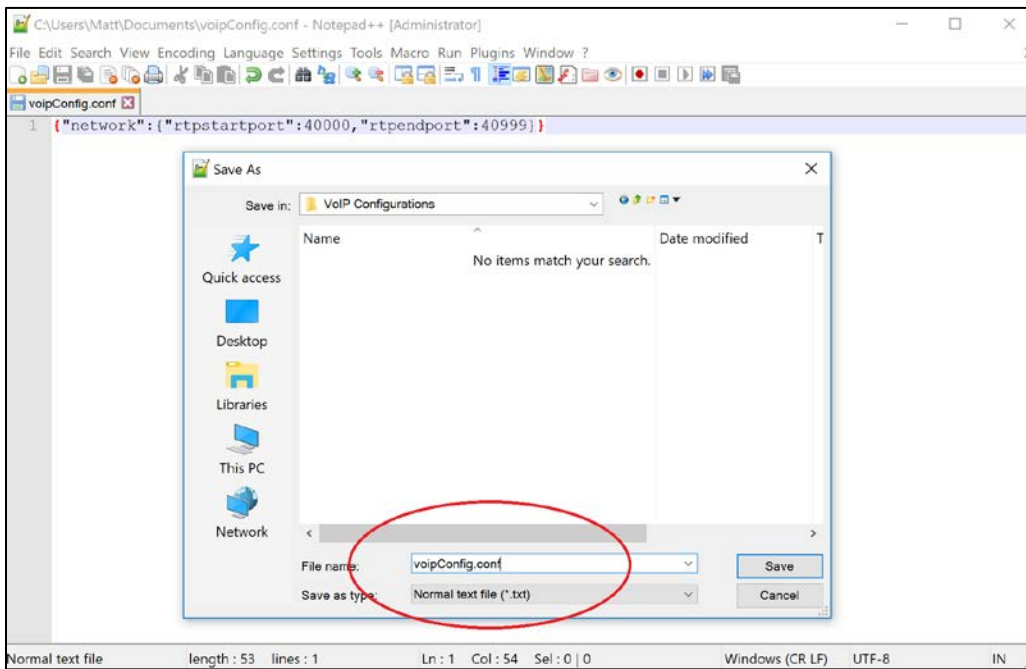 C:\Users\Matt\Documents\voipConfig.conf - Notepad++ [Administrator]
File Edit Search View Encoding Language Settings Tools Macro Run Plugins Window ?
voipConfig.conf
1 {"network":{"rtpstartport":40000,"rtpendport":40999}}
Save As
Save in: VoIP Configurations
Name Date modified T
No items match your search.
Quick access
Desktop
Libraries
This PC
Network
File name: voipConfig.conf Save
Save as type: Normal text file (*.txt) Cancel
Normal text file length : 53 lines : 1 Ln : 1 Col : 54 Sel : 0 | 0 Windows (CR LF) UTF-8 IN